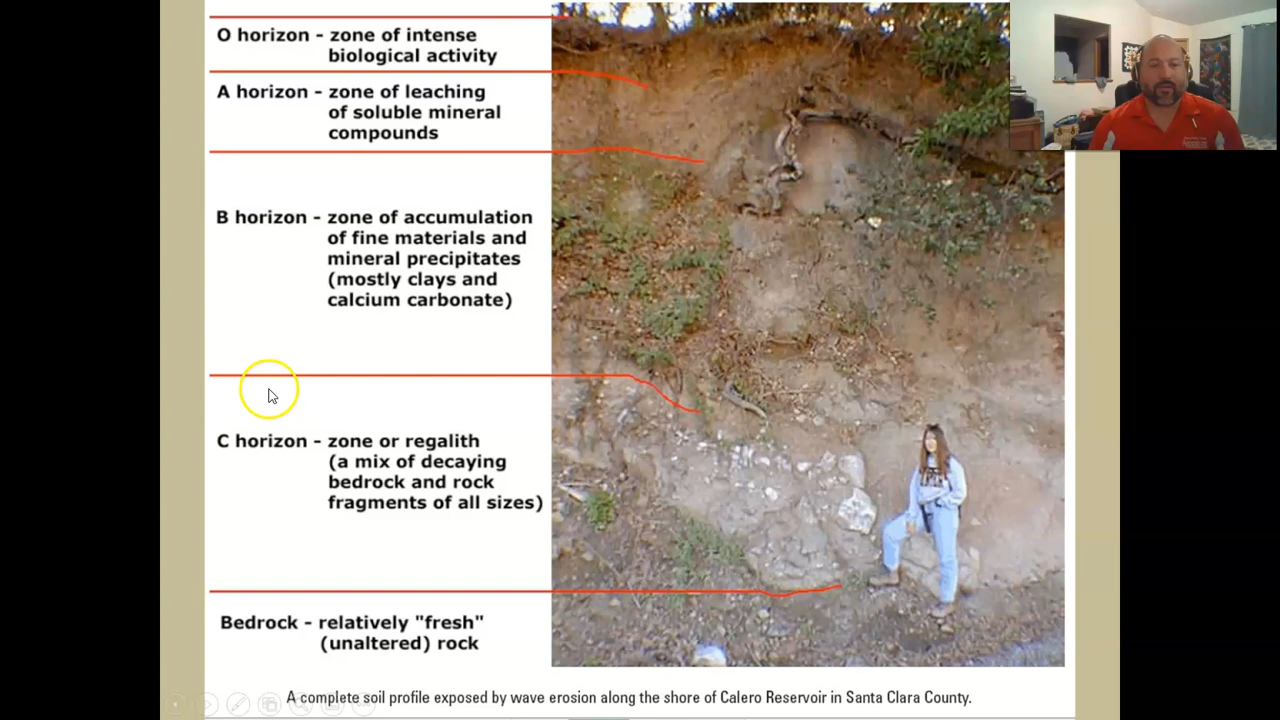 O horizon - zone of intense
biological activity
A horizon - zone of leaching
of soluble mineral
compounds
B horizon - zone of accumulation
of fine materials and
mineral precipitates
(mostly clays and
calcium carbonate)
C horizon - zone or regalith
(a mix of decaying
bedrock and rock
fragments of all sizes)
Bedrock - relatively "fresh"
(unaltered) rock
A complete soil profile exposed by wave erosion along the shore of Calero Reservoir in Santa Clara County.